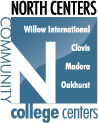 NORTH CENTERS
Willow International
Clovis
Madera
Oakhurst
COMMUNITY
N
college centers